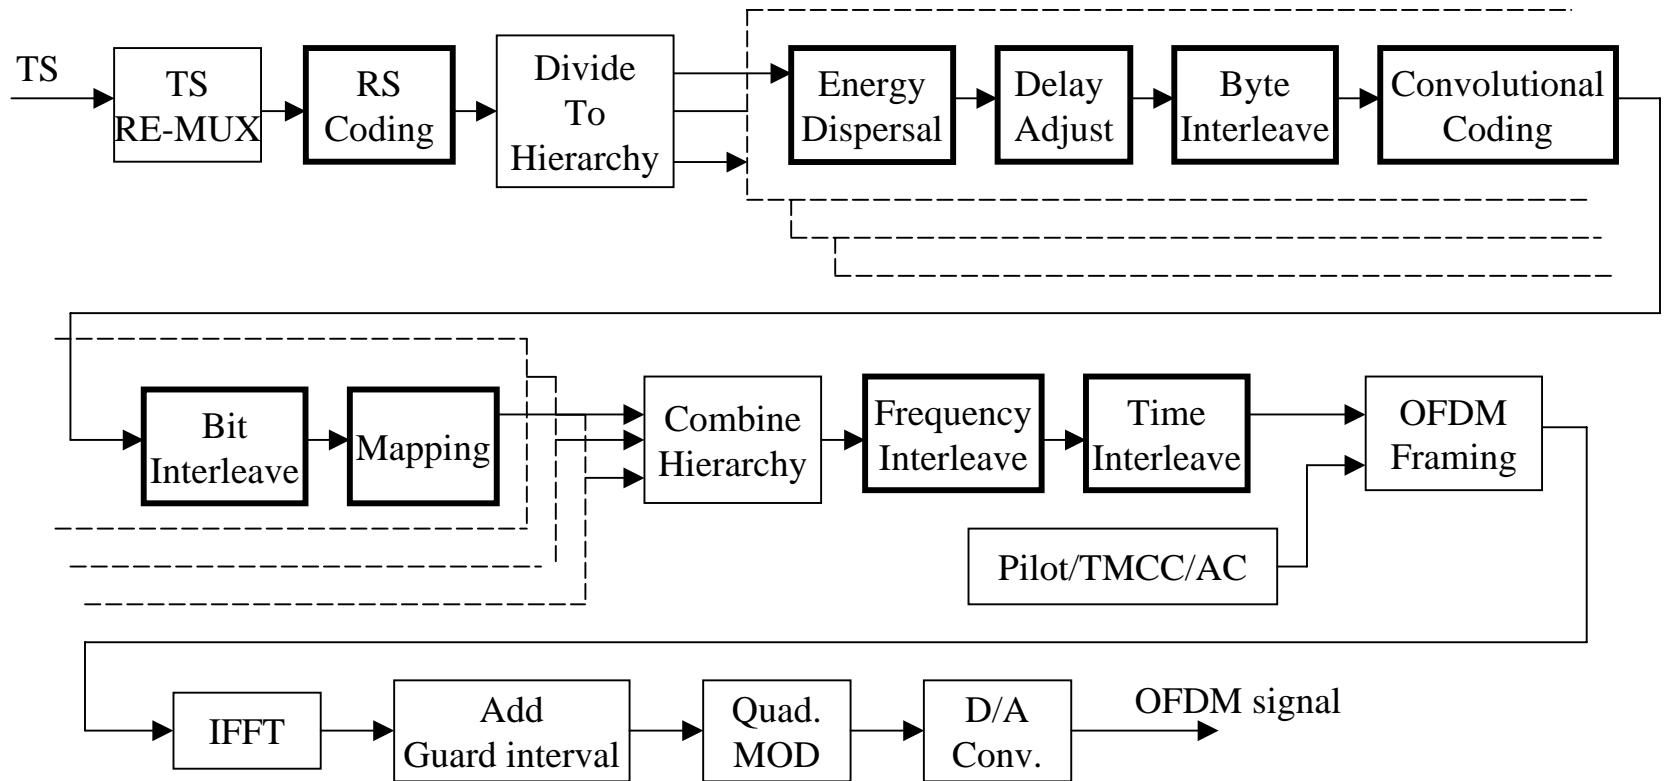 TS
TS
RE-MUX
RS
Coding
Divide
To
Hierarchy
Energy
Dispersal
Delay
Adjust
Byte
Interleave
Convolutional
Coding
Bit
Interleave
Mapping
Combine
Hierarchy
Frequency
Interleave
Time
Interleave
OFDM
Framing
Pilot/TMCC/AC
IFFT
Add
Guard interval
Quad.
MOD
D/A
Conv.
OFDM signal